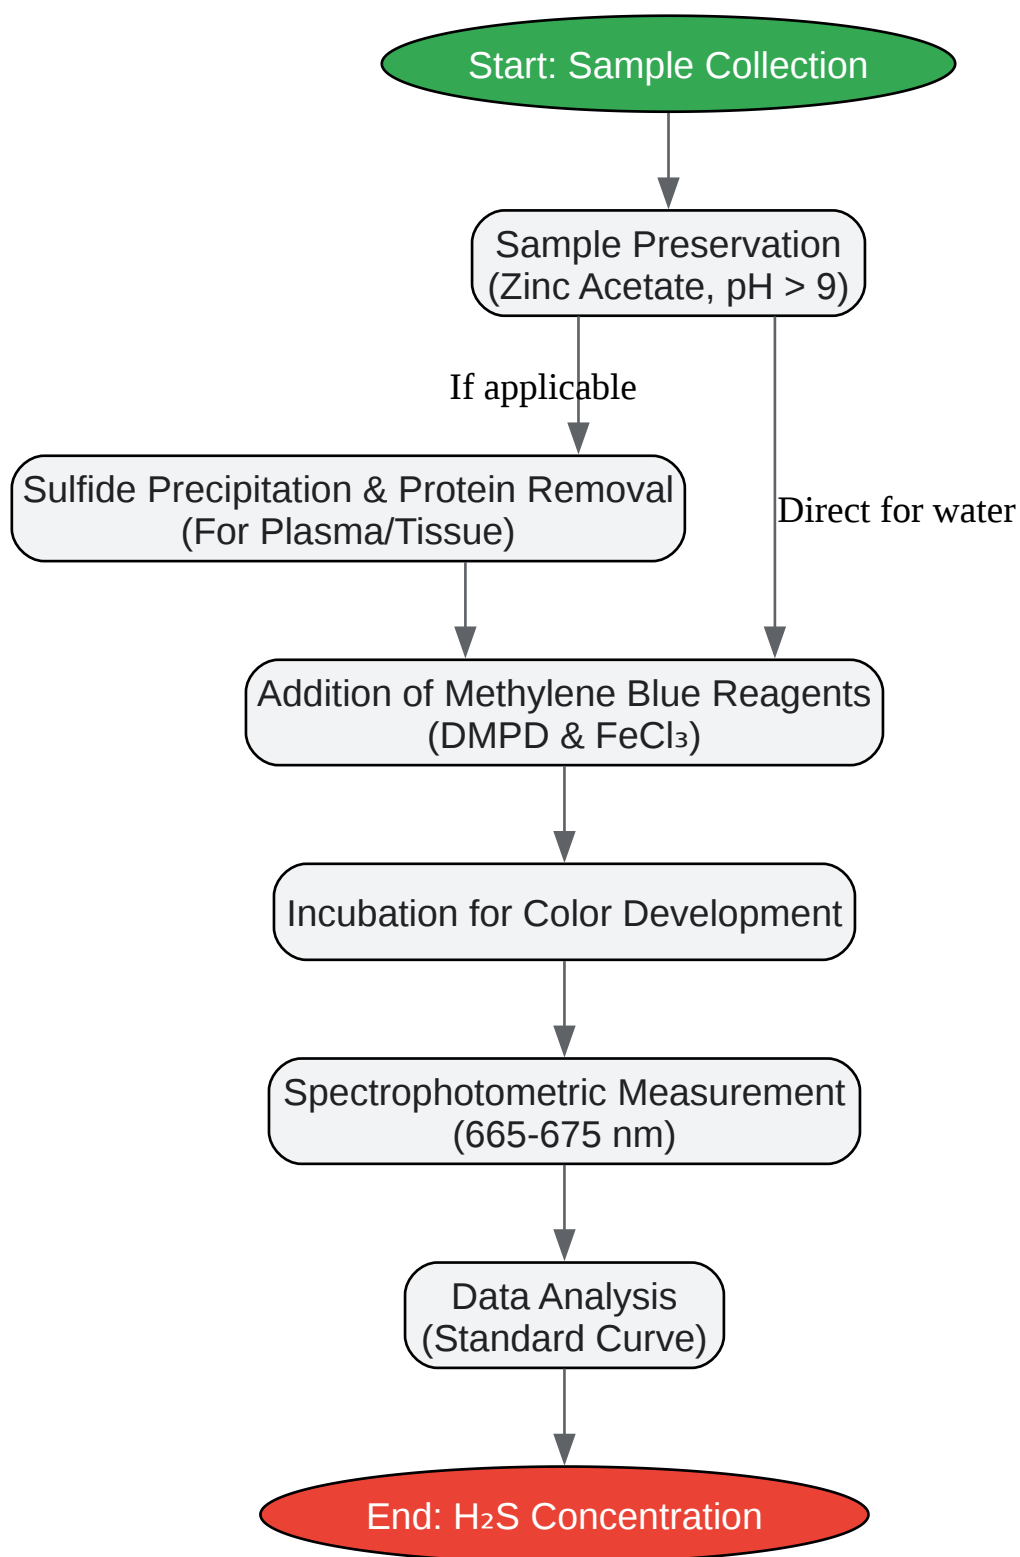 Start: Sample Collection
Sample Preservation
(Zinc Acetate, pH > 9)
If applicable
Sulfide Precipitation & Protein Removal
(For Plasma/Tissue)
Direct for water
Addition of Methylene Blue Reagents
(DMPD & FeCl₃)
Incubation for Color Development
Spectrophotometric Measurement
(665-675 nm)
Data Analysis
(Standard Curve)
End: H₂S Concentration